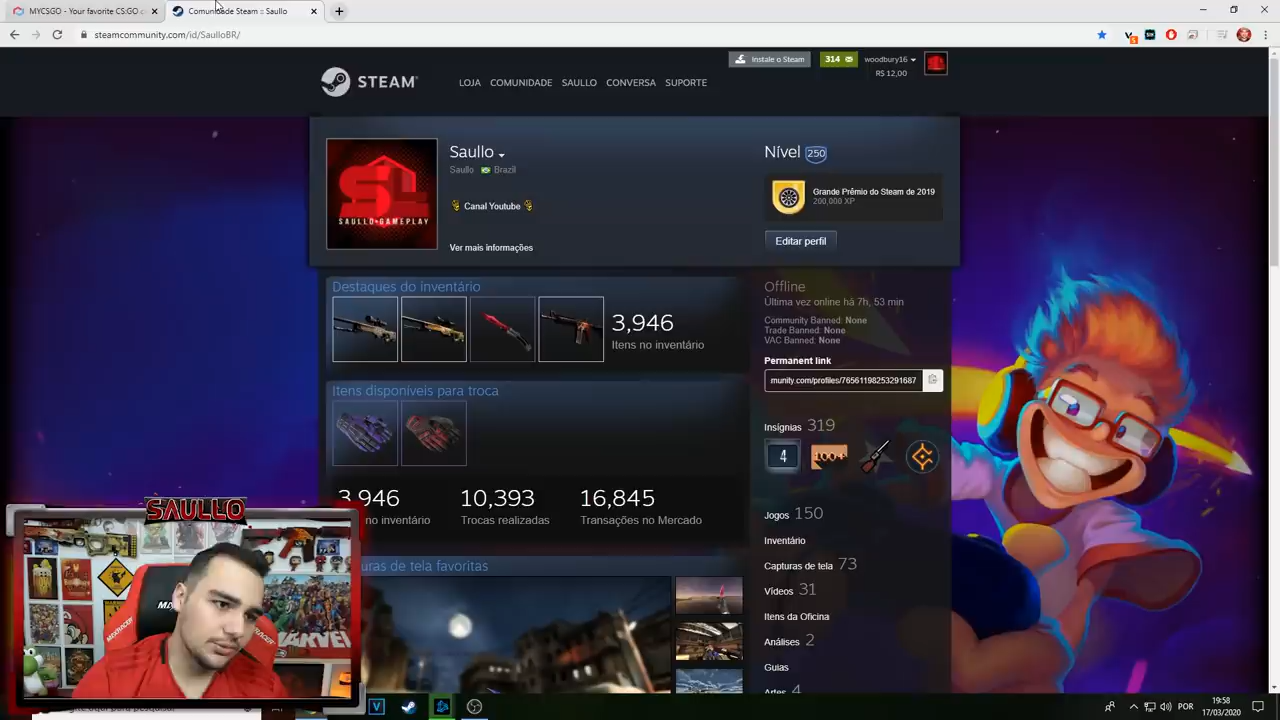 MYCSGO - Your favorite CS:GO c
Comunidade Steam :: Saullo
steamcommunity.com/id/SaulloBR/
Instale o Steam
314
woodbury16
R$ 12,00
STEAM
LOJA COMUNIDADE SAULLO CONVERSA SUPORTE
Saullo
Saullo Brazil
Canal Youtube
Ver mais informações
SAULLO GAMEPLAY
Nível 250
Grande Prêmio do Steam de 2019
200,000 XP
Editar perfil
Destaques do inventário
3,946
Itens no inventário
Itens disponíveis para troca
3,946
no inventário
10,393
Trocas realizadas
16,845
Transações no Mercado
uras de tela favoritas
Offline
Última vez online há 7h, 53 min
Community Banned: None
Trade Banned: None
VAC Banned: None
Permanent link
munity.com/profiles/76561198253291687
Insígnias 319
4
100+
Jogos 150
Inventário
Capturas de tela 73
Vídeos 31
Itens da Oficina
Análises 2
Guias
Artes 4
SAULLO
MARVEL
POR
19:58
17/03/2020